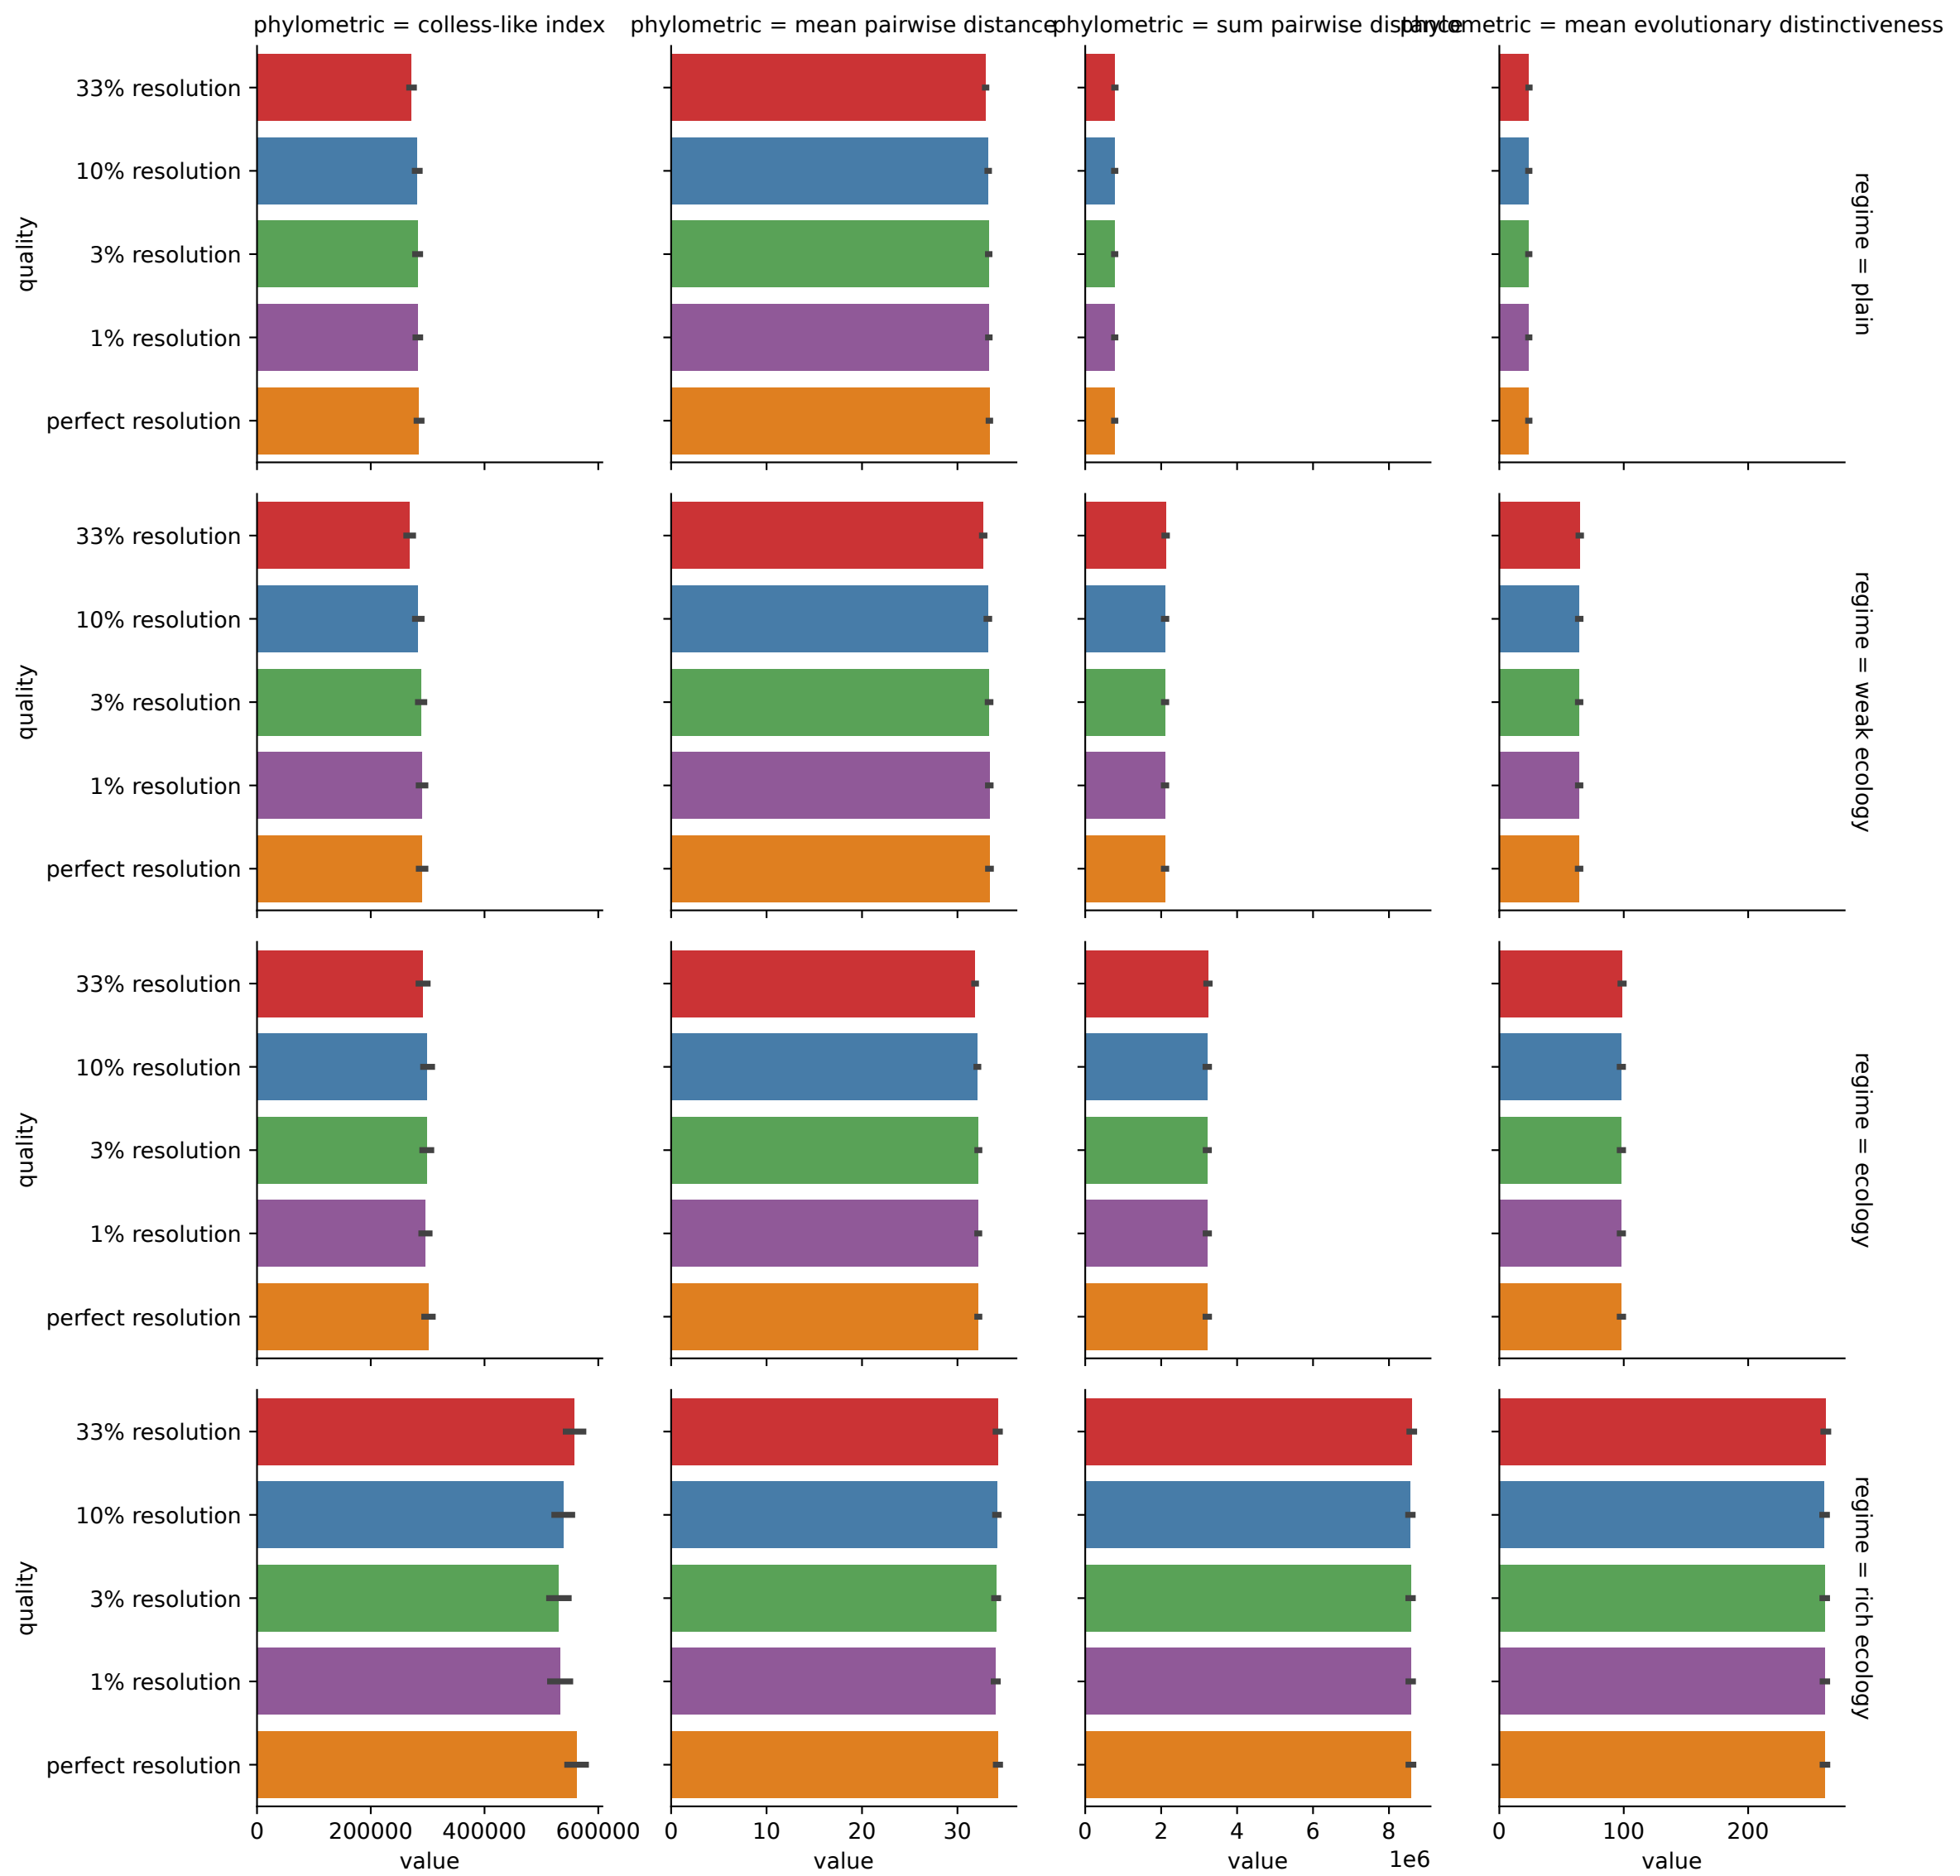 phylometric = colless-like index
phylometric = mean pairwise distance
phylometric = sum pairwise distance
phylometric = mean evolutionary distinctiveness
quality
33% resolution
10% resolution
3% resolution
1% resolution
perfect resolution
regime = plain
quality
33% resolution
10% resolution
3% resolution
1% resolution
perfect resolution
regime = weak ecology
quality
33% resolution
10% resolution
3% resolution
1% resolution
perfect resolution
regime = ecology
quality
33% resolution
10% resolution
3% resolution
1% resolution
perfect resolution
regime = rich ecology
0 200000 400000 600000
value
0 10 20 30
value
0 2 4 6 8
1e6
value
0 100 200
value